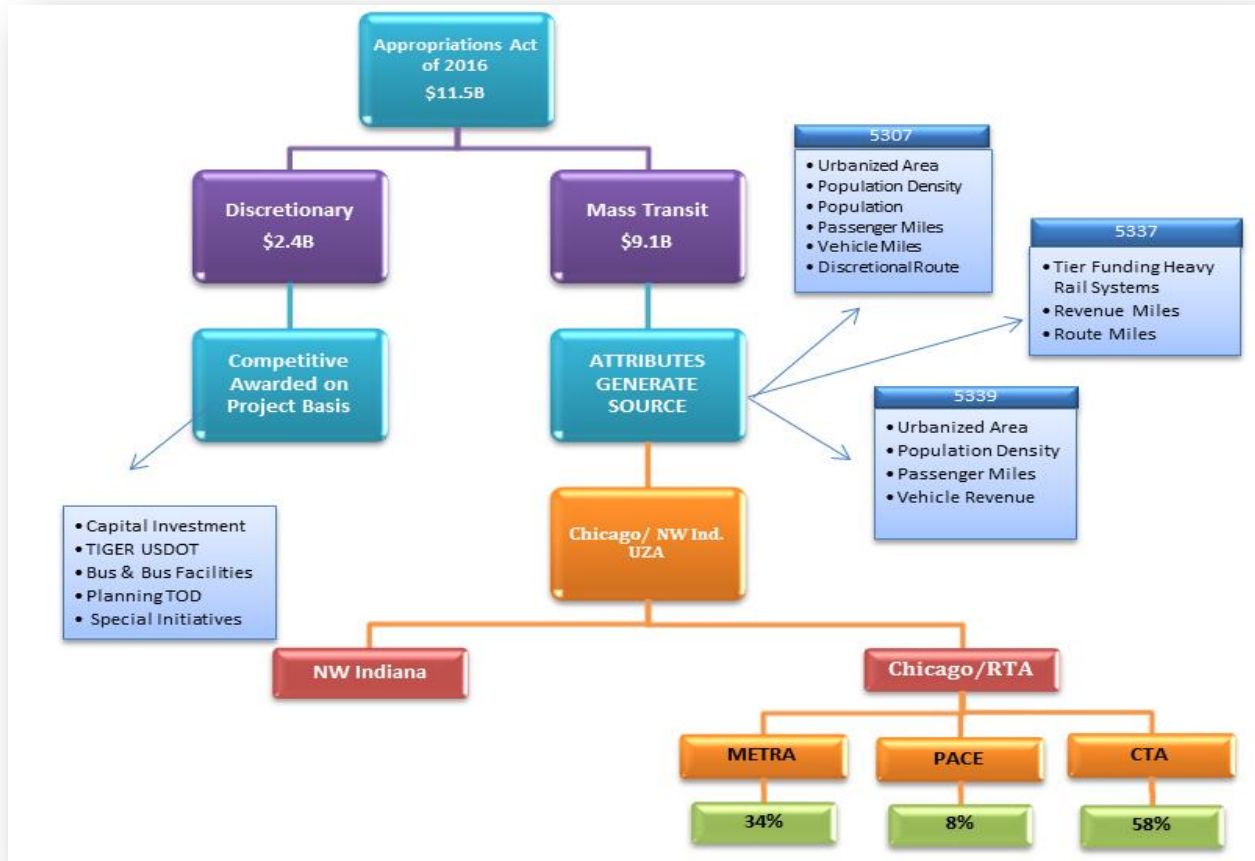 Appropriations Act
of 2016
$11.5B
Discretionary
$2.4B
Mass Transit
$9.1B
5307
• Urbanized Area
• Population Density
• Population
• Passenger Miles
• Vehicle Miles
• Discretional Route
5337
• Tier Funding Heavy
Rail Systems
• Revenue Miles
• Route Miles
Competitive
Awarded on
Project Basis
ATTRIBUTES
GENERATE
SOURCE
5339
• Urbanized Area
• Population Density
• Passenger Miles
• Vehicle Revenue
• Capital Investment
• TIGER USDOT
• Bus & Bus Facilities
• Planning TOD
• Special Initiatives
Chicago/ NW Ind.
UZA
NW Indiana
Chicago/RTA
METRA
PACE
CTA
34%
8%
58%